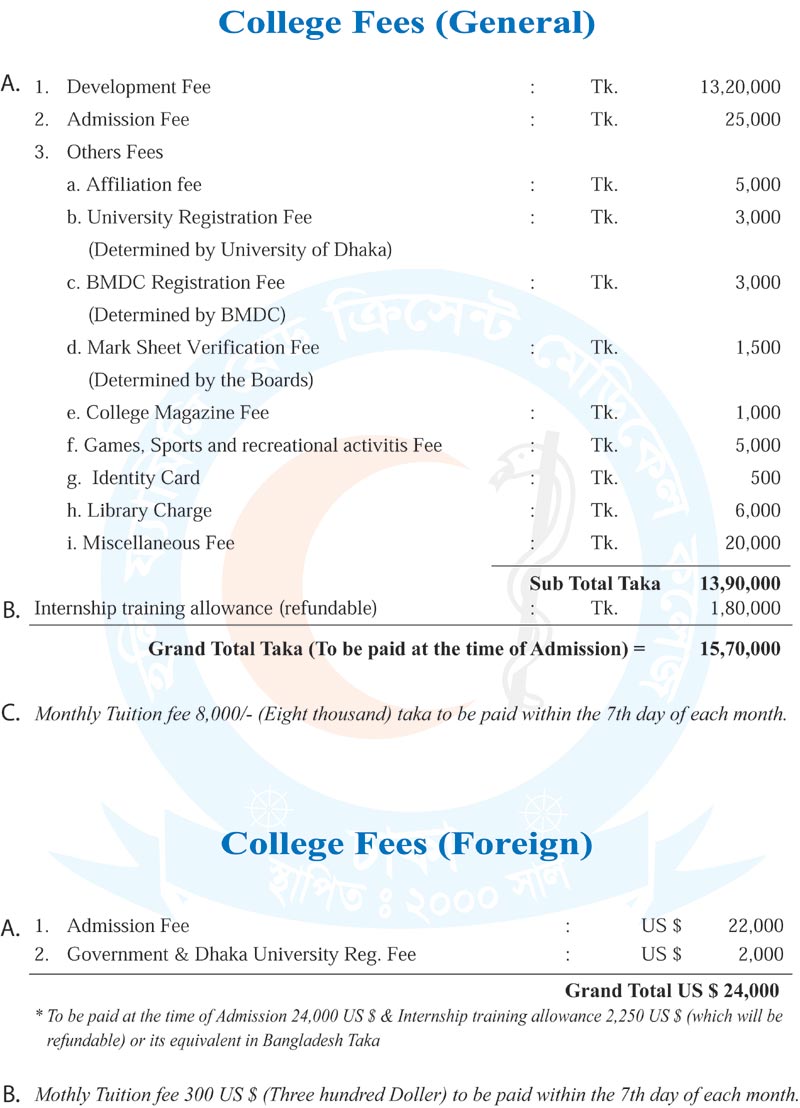 College Fees (General)
A. 1. Development Fee : Tk. 13,20,000
2. Admission Fee : Tk. 25,000
3. Others Fees
a. Affiliation fee : Tk. 5,000
b. University Registration Fee : Tk. 3,000
(Determined by University of Dhaka)
c. BMDC Registration Fee : Tk. 3,000
(Determined by BMDC)
d. Mark Sheet Verification Fee : Tk. 1,500
(Determined by the Boards)
e. College Magazine Fee : Tk. 1,000
f. Games, Sports and recreational activitis Fee : Tk. 5,000
g. Identity Card : Tk. 500
h. Library Charge : Tk. 6,000
i. Miscellaneous Fee : Tk. 20,000
Sub Total Taka 13,90,000
B. Internship training allowance (refundable) : Tk. 1,80,000
Grand Total Taka (To be paid at the time of Admission) = 15,70,000
C. Monthly Tuition fee 8,000/- (Eight thousand) taka to be paid within the 7th day of each month.
College Fees (Foreign)
A. 1. Admission Fee : US $ 22,000
2. Government & Dhaka University Reg. Fee : US $ 2,000
Grand Total US $ 24,000
* To be paid at the time of Admission 24,000 US $ & Internship training allowance 2,250 US $ (which will be
refundable) or its equivalent in Bangladesh Taka
B. Mothly Tuition fee 300 US $ (Three hundred Doller) to be paid within the 7th day of each month.
ক্রিসেন্ট মেডিকেল কলেজ
ঢাকা
স্থাপিত : ২০০০ সাল